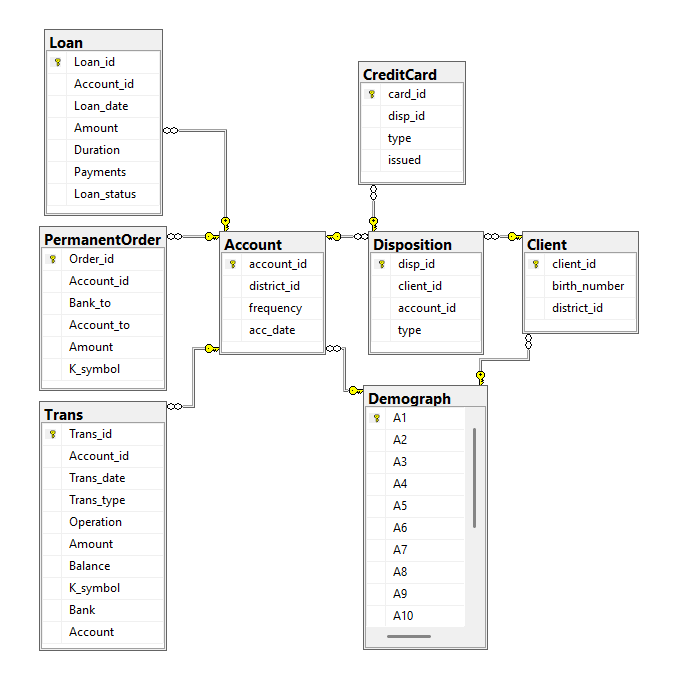 Loan
Loan_id
Account_id
Loan_date
Amount
Duration
Payments
Loan_status
CreditCard
card_id
disp_id
type
issued
PermanentOrder
Order_id
Account_id
Bank_to
Account_to
Amount
K_symbol
Account
account_id
district_id
frequency
acc_date
Disposition
disp_id
client_id
account_id
type
Client
client_id
birth_number
district_id
Trans
Trans_id
Account_id
Trans_date
Trans_type
Operation
Amount
Balance
K_symbol
Bank
Account
Demograph
A1
A2
A3
A4
A5
A6
A7
A8
A9
A10